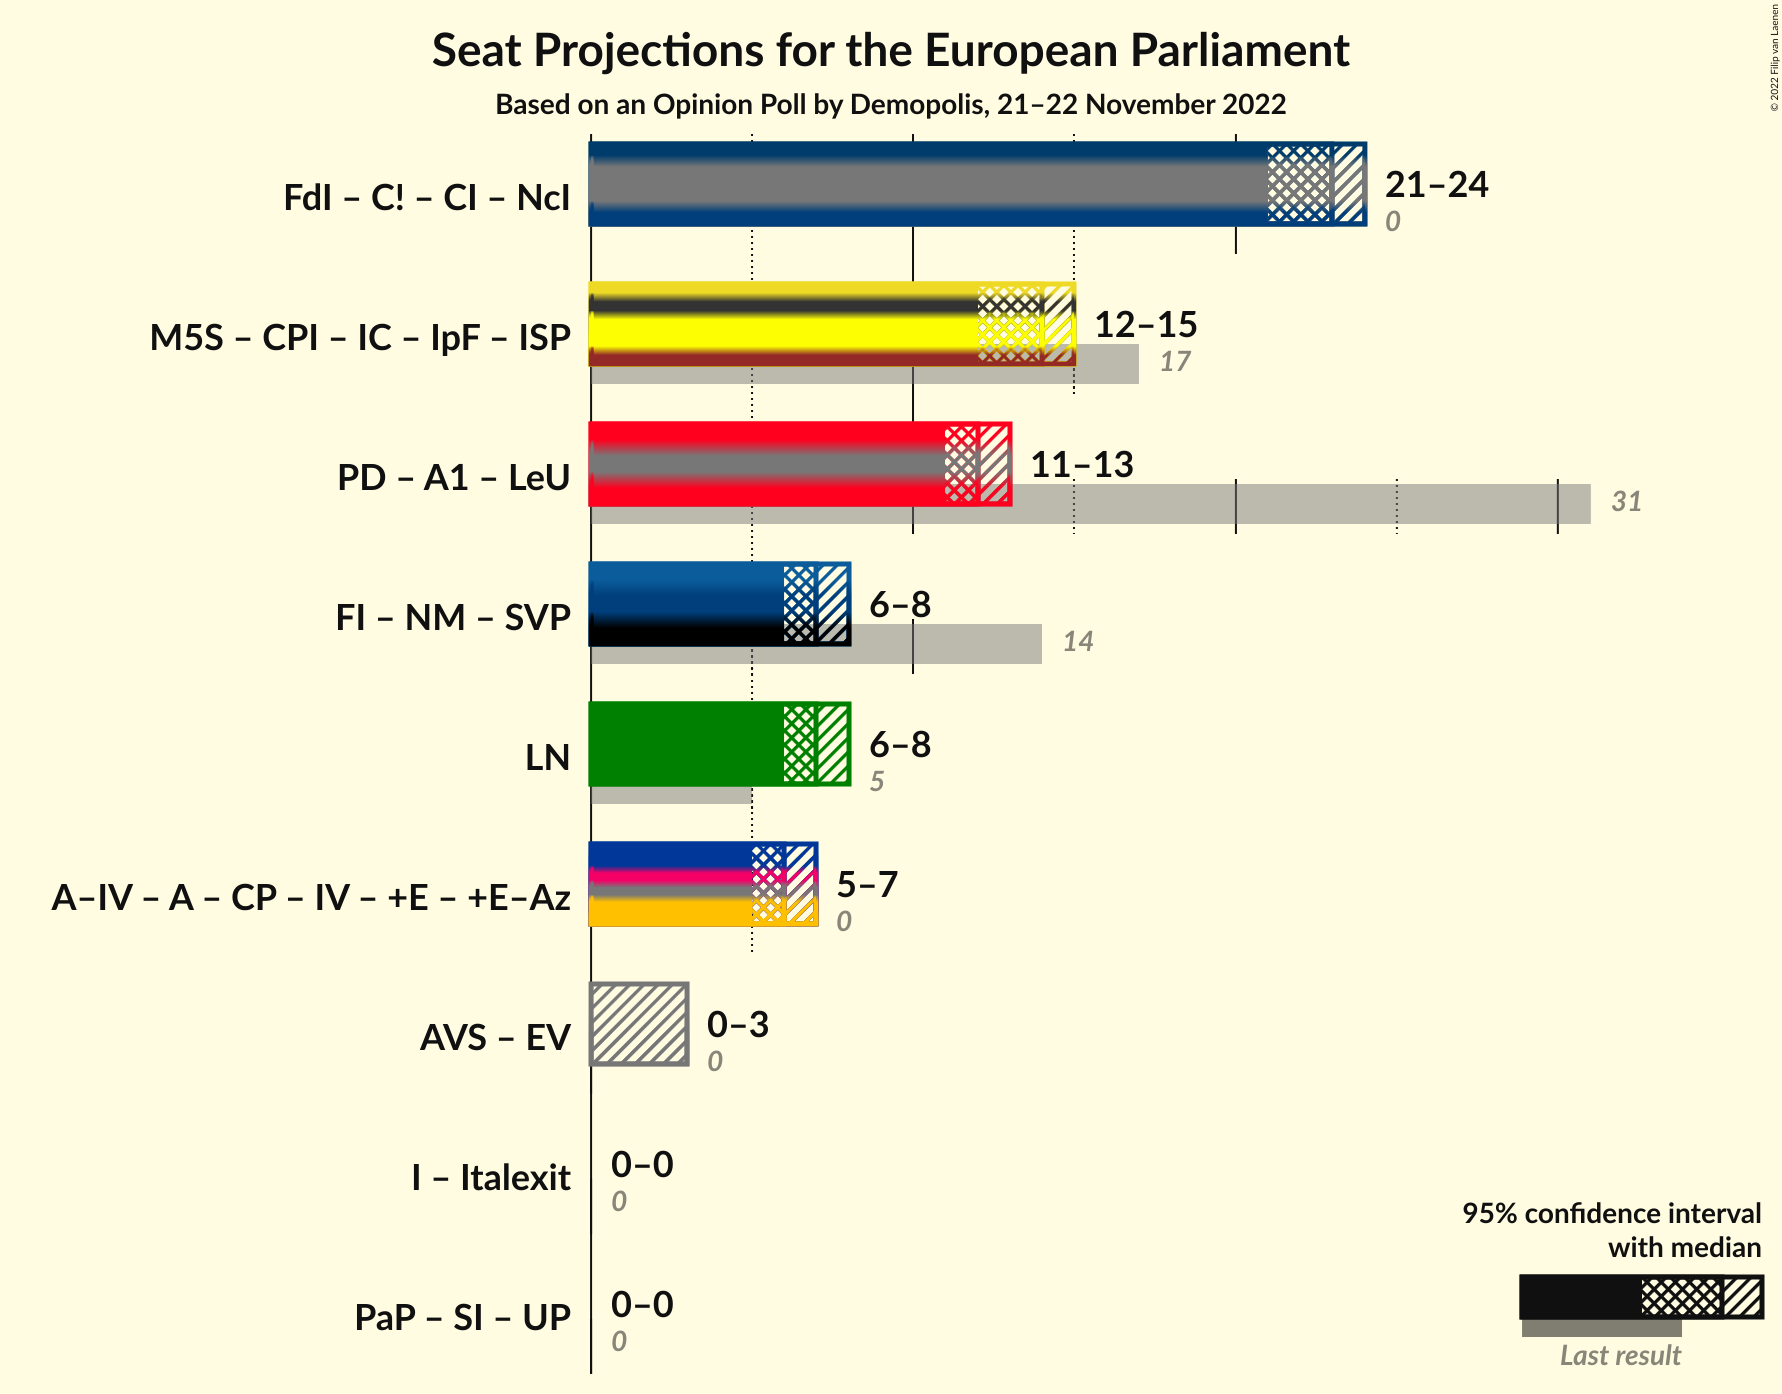 Seat Projections for the European Parliament
Based on an Opinion Poll by Demopolis, 21–22 November 2022
© 2022 Filip van Laenen
FdI – C! – CI – NcI
21–24
0
M5S – CPI – IC – IpF – ISP
12–15
17
PD – A1 – LeU
11–13
31
FI – NM – SVP
6–8
14
LN
6–8
5
A–IV – A – CP – IV – +E – +E–Az
5–7
0
AVS – EV
0–3
0
I – Italexit
0–0
0
PaP – SI – UP
0–0
0
95% confidence interval
with median
Last result